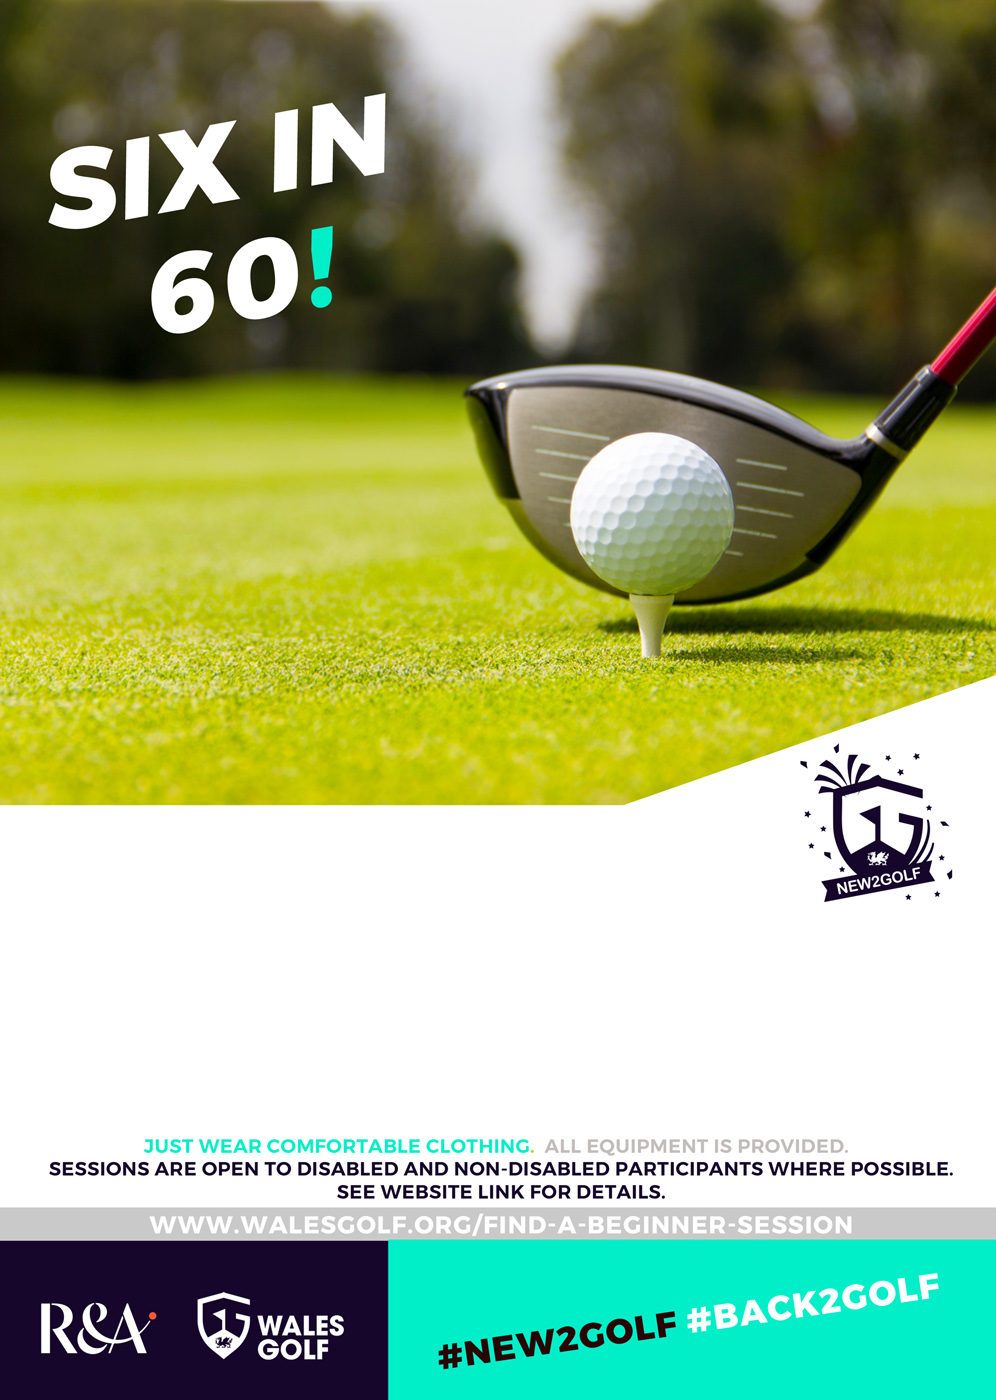 SIX IN
60!
NEW2GOLF
JUST WEAR COMFORTABLE CLOTHING. ALL EQUIPMENT IS PROVIDED.
SESSIONS ARE OPEN TO DISABLED AND NON-DISABLED PARTICIPANTS WHERE POSSIBLE.
SEE WEBSITE LINK FOR DETAILS.
WWW.WALESGOLF.ORG/FIND-A-BEGINNER-SESSION
R&A
WALES
GOLF
#NEW2GOLF #BACK2GOLF